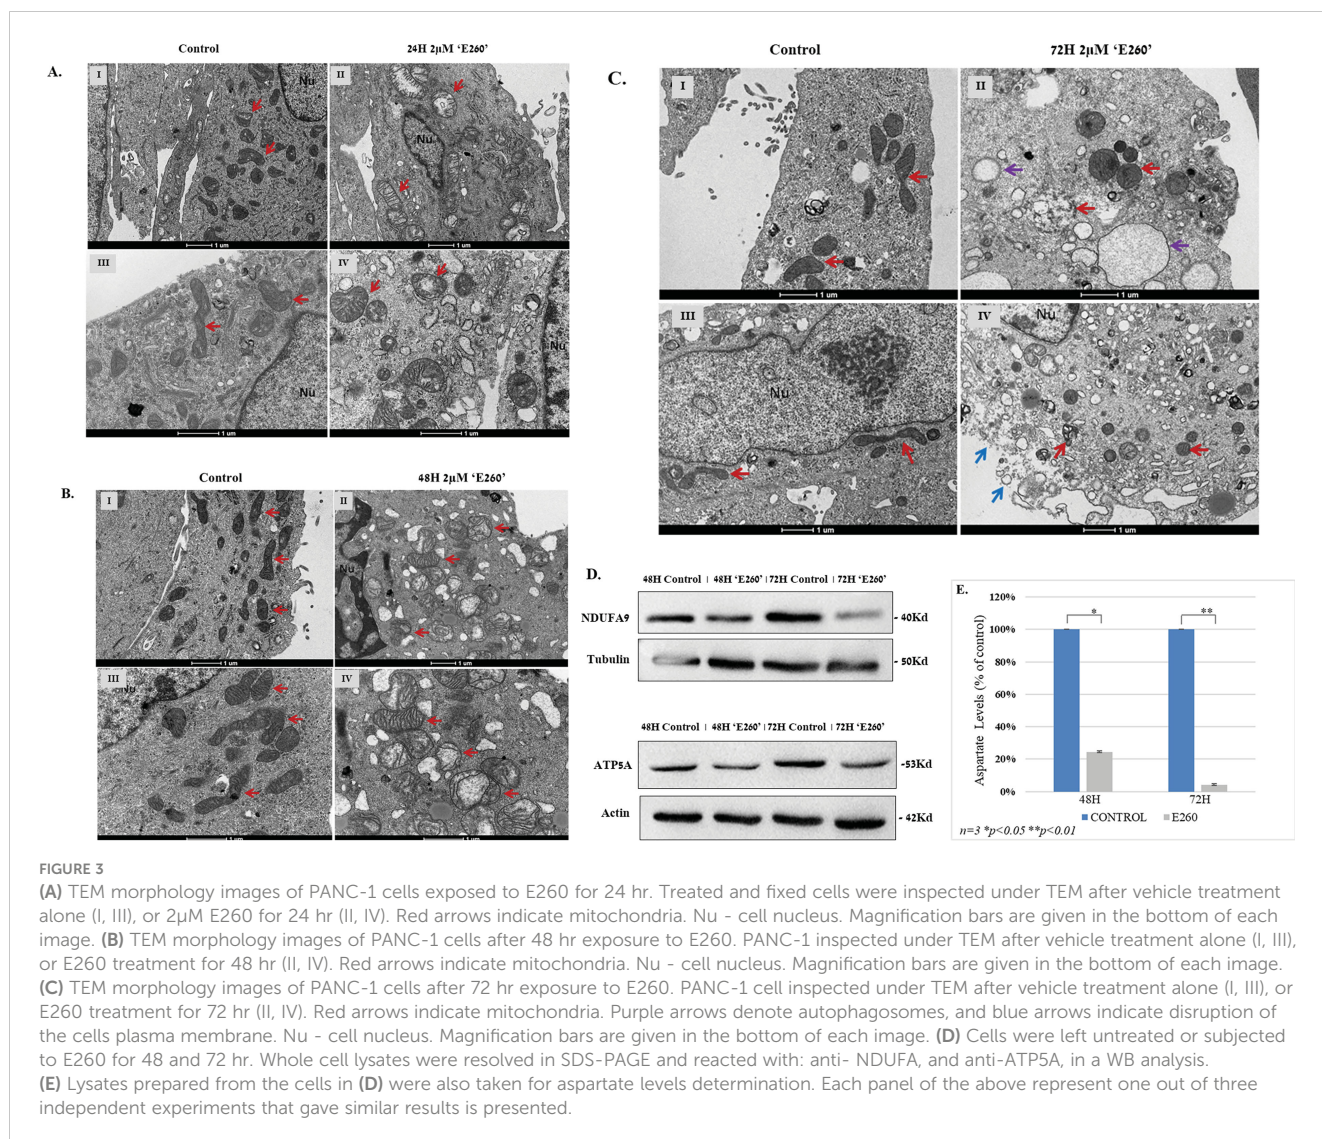 Control
24H 2µM ‘E260’
A.
I
Nu
1 um
II
Nu
1 um
III
Nu
1 um
IV
Nu
1 um
Control
48H 2µM ‘E260’
B.
I
1 um
II
Nu
1 um
III
Nu
1 um
IV
1 um
Control
72H 2µM ‘E260’
C.
I
1 um
II
1 um
III
Nu
1 um
IV
Nu
1 um
D.
48H Control | 48H ‘E260’ | 72H Control | 72H ‘E260’
NDUFA9
- 40Kd
Tubulin
- 50Kd
48H Control | 48H ‘E260’ | 72H Control | 72H ‘E260’
ATP5A
-53Kd
Actin
- 42Kd
E.
Aspartate Levels (% of control)
120%
100%
80%
60%
40%
20%
0%
*
**
48H
72H
CONTROL
E260
n=3 *p<0.05 **p<0.01
FIGURE 3
(A) TEM morphology images of PANC-1 cells exposed to E260 for 24 hr. Treated and fixed cells were inspected under TEM after vehicle treatment
alone (I, III), or 2µM E260 for 24 hr (II, IV). Red arrows indicate mitochondria. Nu - cell nucleus. Magnification bars are given in the bottom of each
image. (B) TEM morphology images of PANC-1 cells after 48 hr exposure to E260. PANC-1 inspected under TEM after vehicle treatment alone (I, III),
or E260 treatment for 48 hr (II, IV). Red arrows indicate mitochondria. Nu - cell nucleus. Magnification bars are given in the bottom of each image.
(C) TEM morphology images of PANC-1 cells after 72 hr exposure to E260. PANC-1 cell inspected under TEM after vehicle treatment alone (I, III), or
E260 treatment for 72 hr (II, IV). Red arrows indicate mitochondria. Purple arrows denote autophagosomes, and blue arrows indicate disruption of
the cells plasma membrane. Nu - cell nucleus. Magnification bars are given in the bottom of each image. (D) Cells were left untreated or subjected
to E260 for 48 and 72 hr. Whole cell lysates were resolved in SDS-PAGE and reacted with: anti- NDUFA, and anti-ATP5A, in a WB analysis.
(E) Lysates prepared from the cells in (D) were also taken for aspartate levels determination. Each panel of the above represent one out of three
independent experiments that gave similar results is presented.